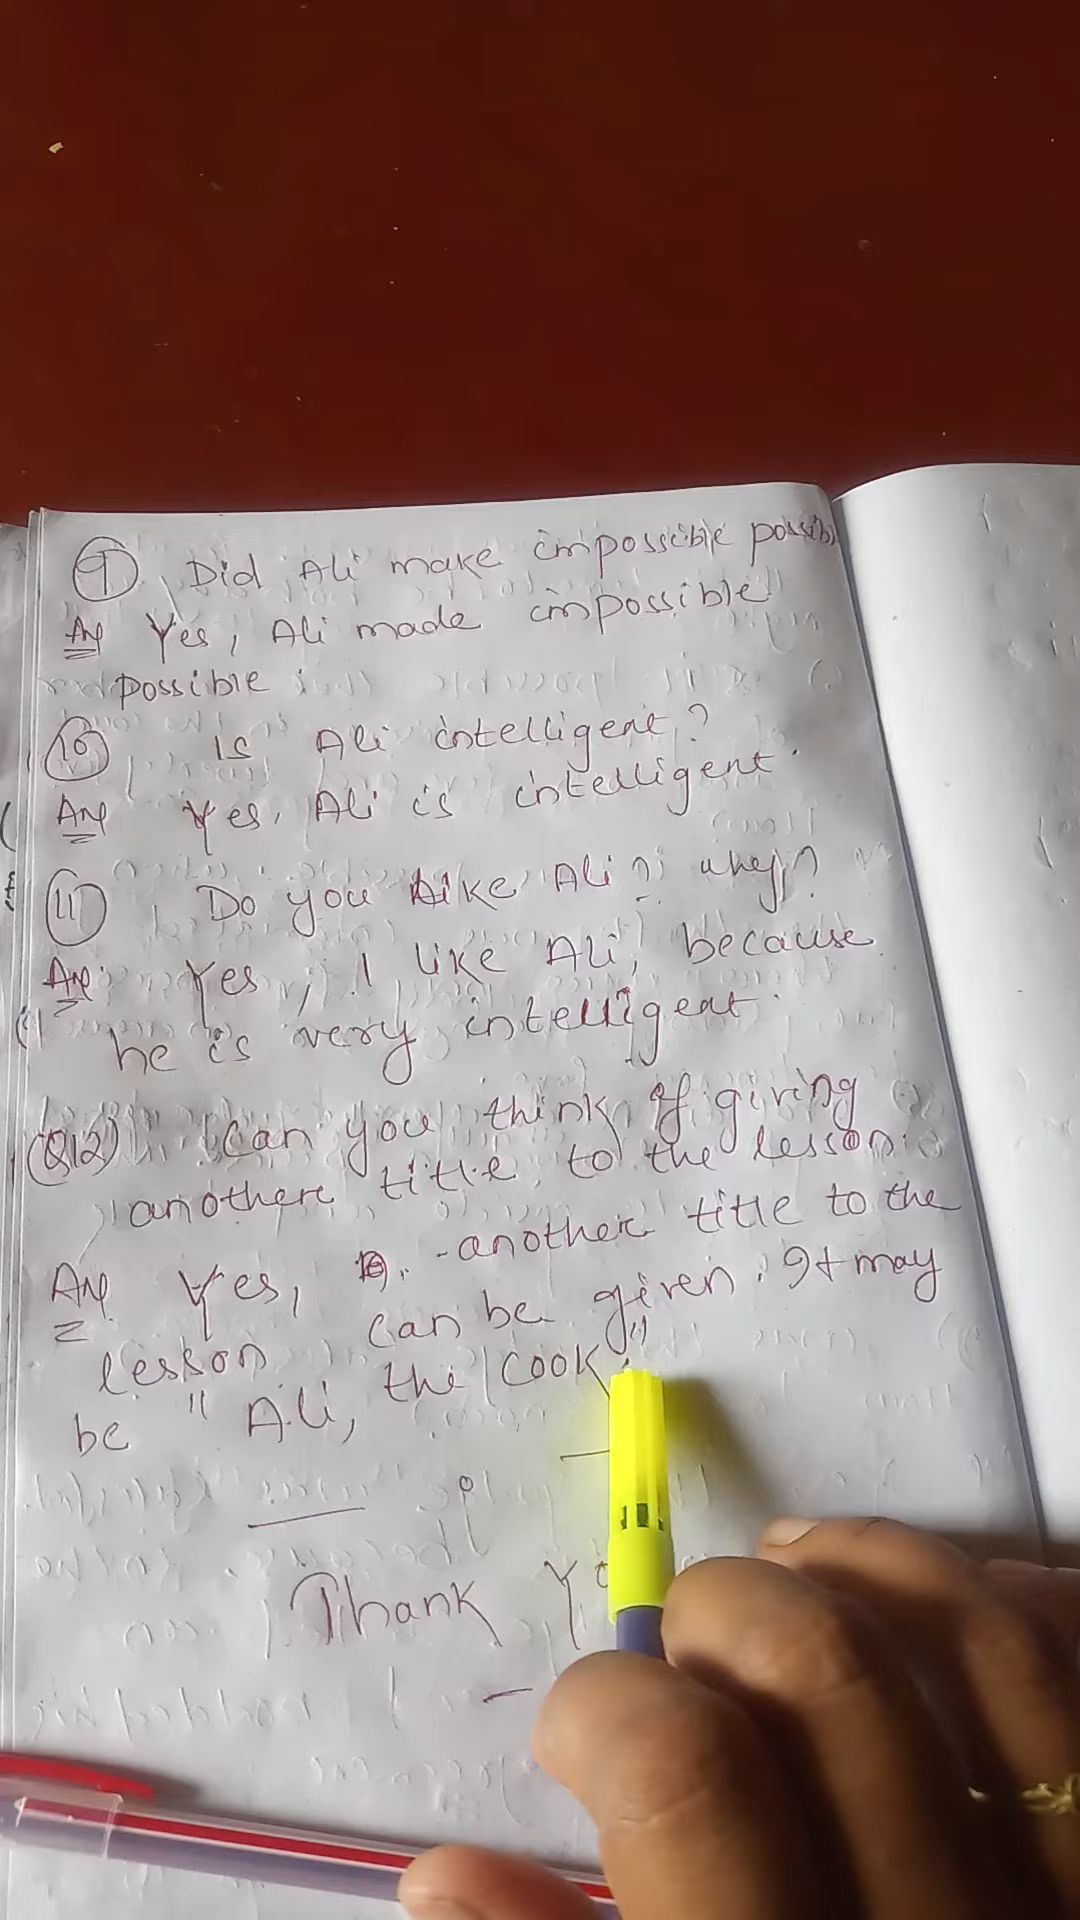 9 Did Ali make impossible possib
Ans Yes, Ali made impossible
possible
10 Is Ali intelligent?
Ans Yes, Ali is intelligent.
11 Do you like Ali? why?
Ans Yes, I like Ali, because
he is very intelligent.
(Q12) Can you think of giving
anothere title to the lesson
Ans Yes, another title to the
lesson can be given. It may
be "Ali, the cook"
Thank Yo